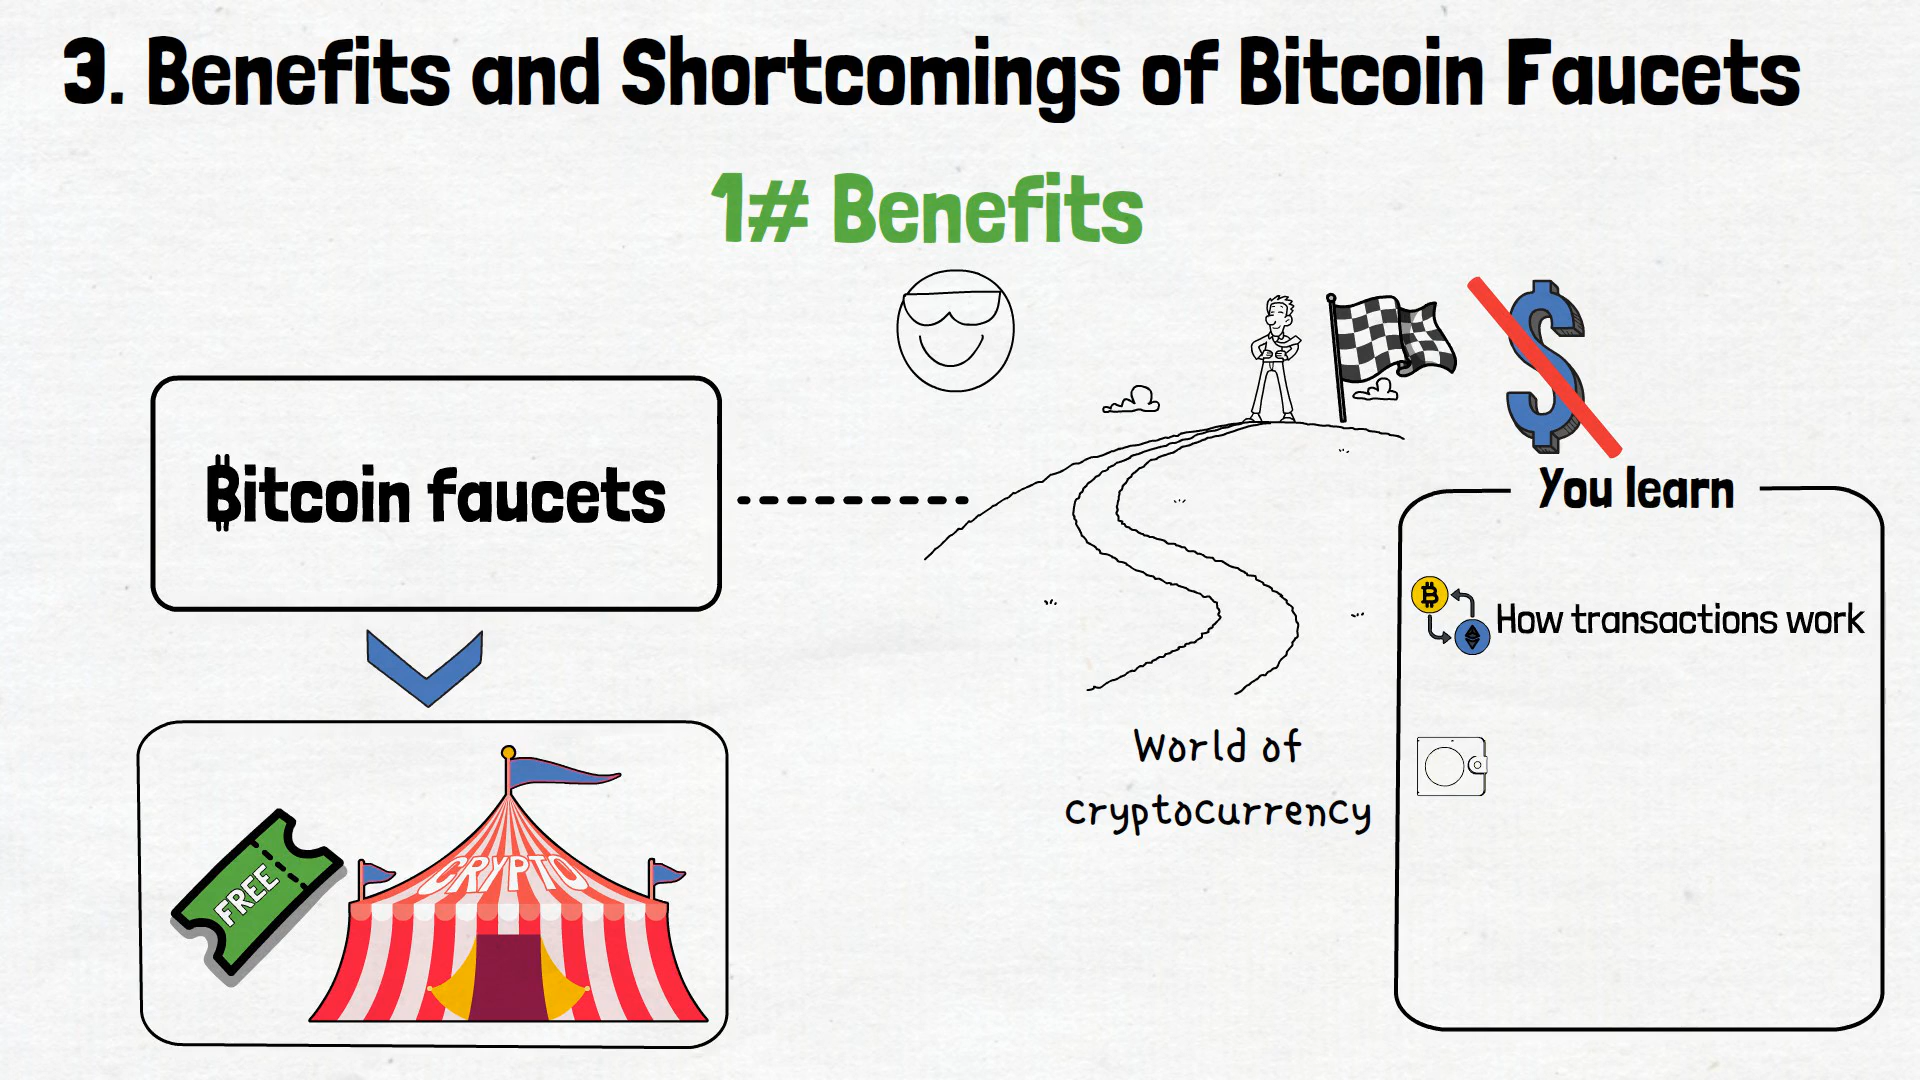 3. Benefits and Shortcomings of Bitcoin Faucets
1# Benefits
₿itcoin faucets
You learn
How transactions work
World of
cryptocurrency
FREE
CRYPTO